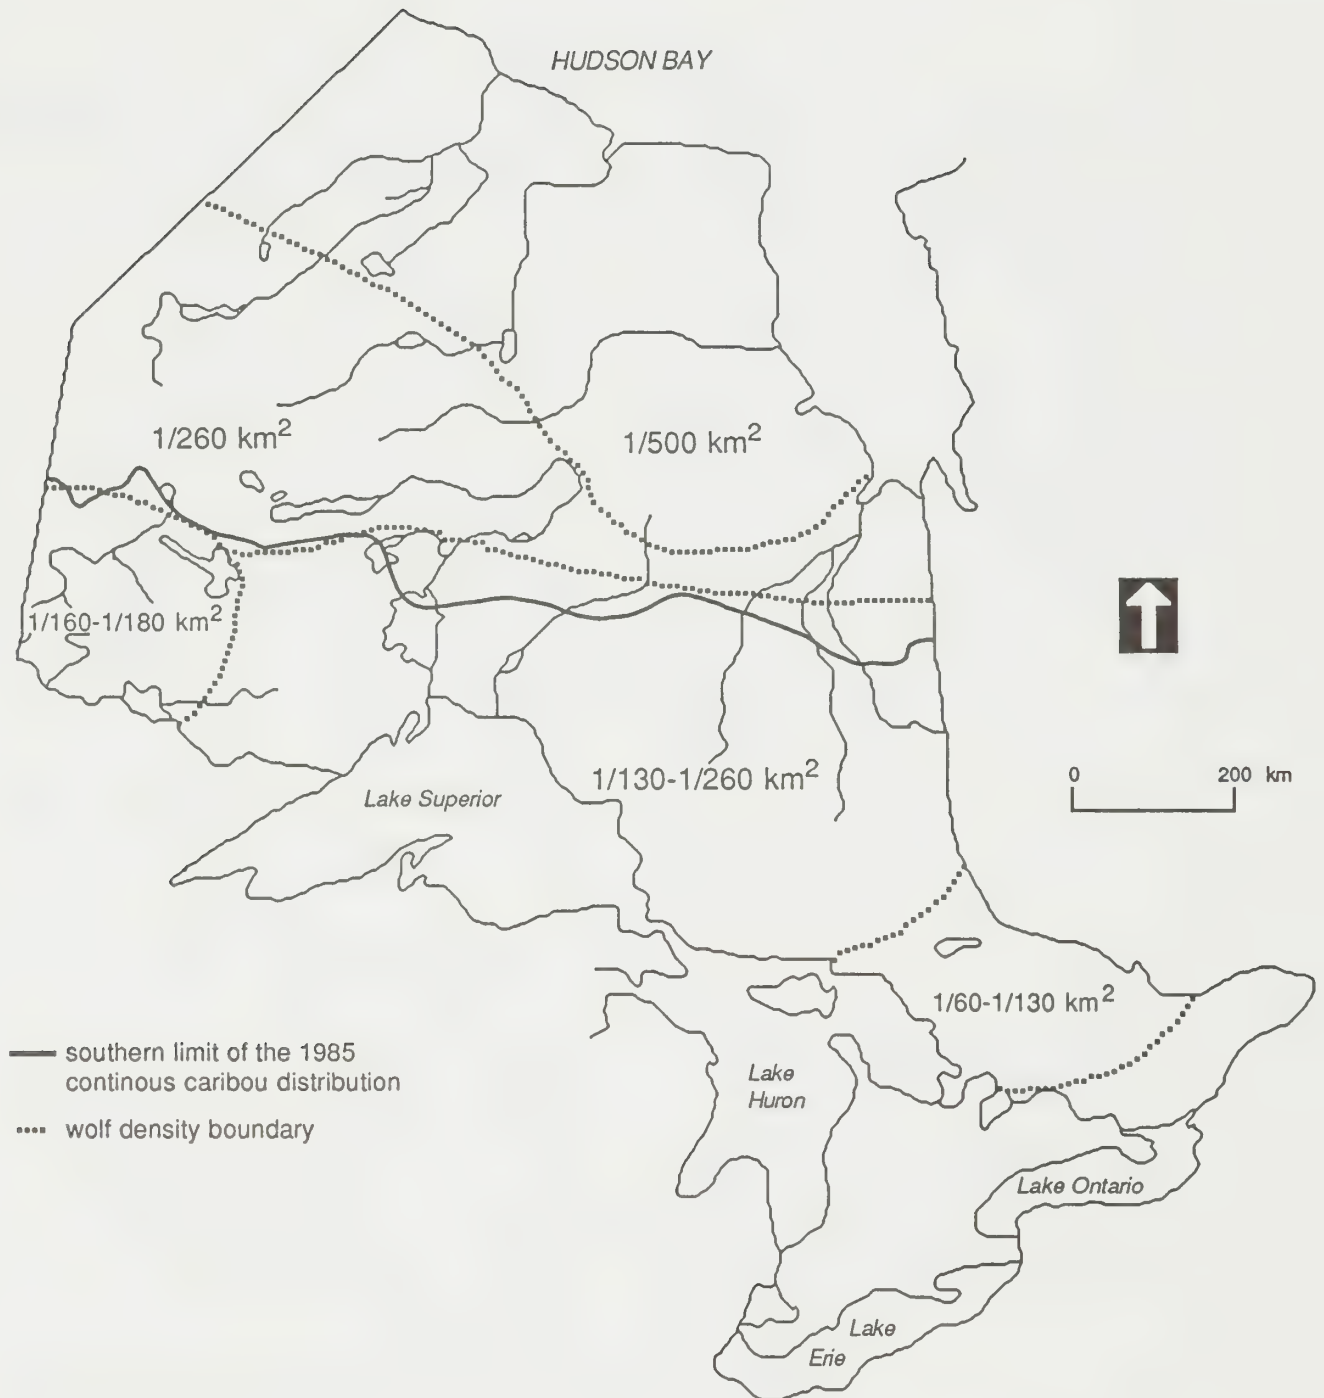 HUDSON BAY
1/260 km²
1/500 km²
1/160-1/180 km²
1/130-1/260 km²
0 200 km
Lake Superior
1/60-1/130 km²
southern limit of the 1985
continous caribou distribution
wolf density boundary
Lake
Huron
Lake Ontario
Lake
Erie